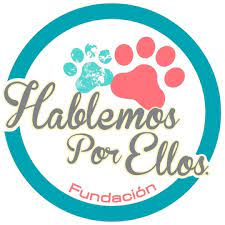 Hablemos
Por Ellos.
Fundación